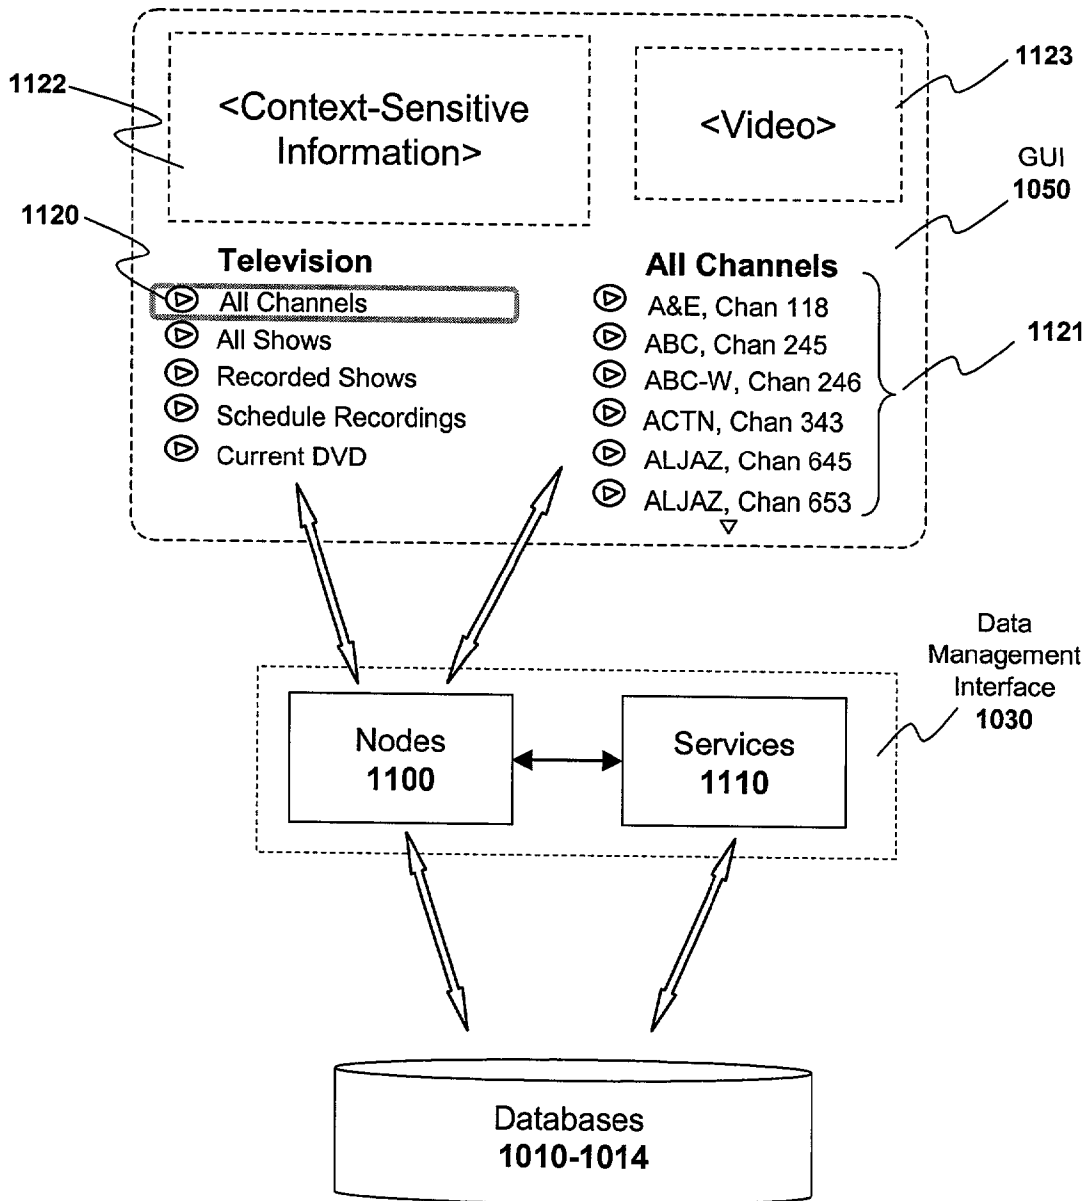 1122
<Context-Sensitive
Information>
<Video>
1123
GUI
1050
1120
Television
All Channels
All Shows
Recorded Shows
Schedule Recordings
Current DVD
All Channels
A&E, Chan 118
ABC, Chan 245
ABC-W, Chan 246
ACTN, Chan 343
ALJAZ, Chan 645
ALJAZ, Chan 653
1121
Data
Management
Interface
1030
Nodes
1100
Services
1110
Databases
1010-1014